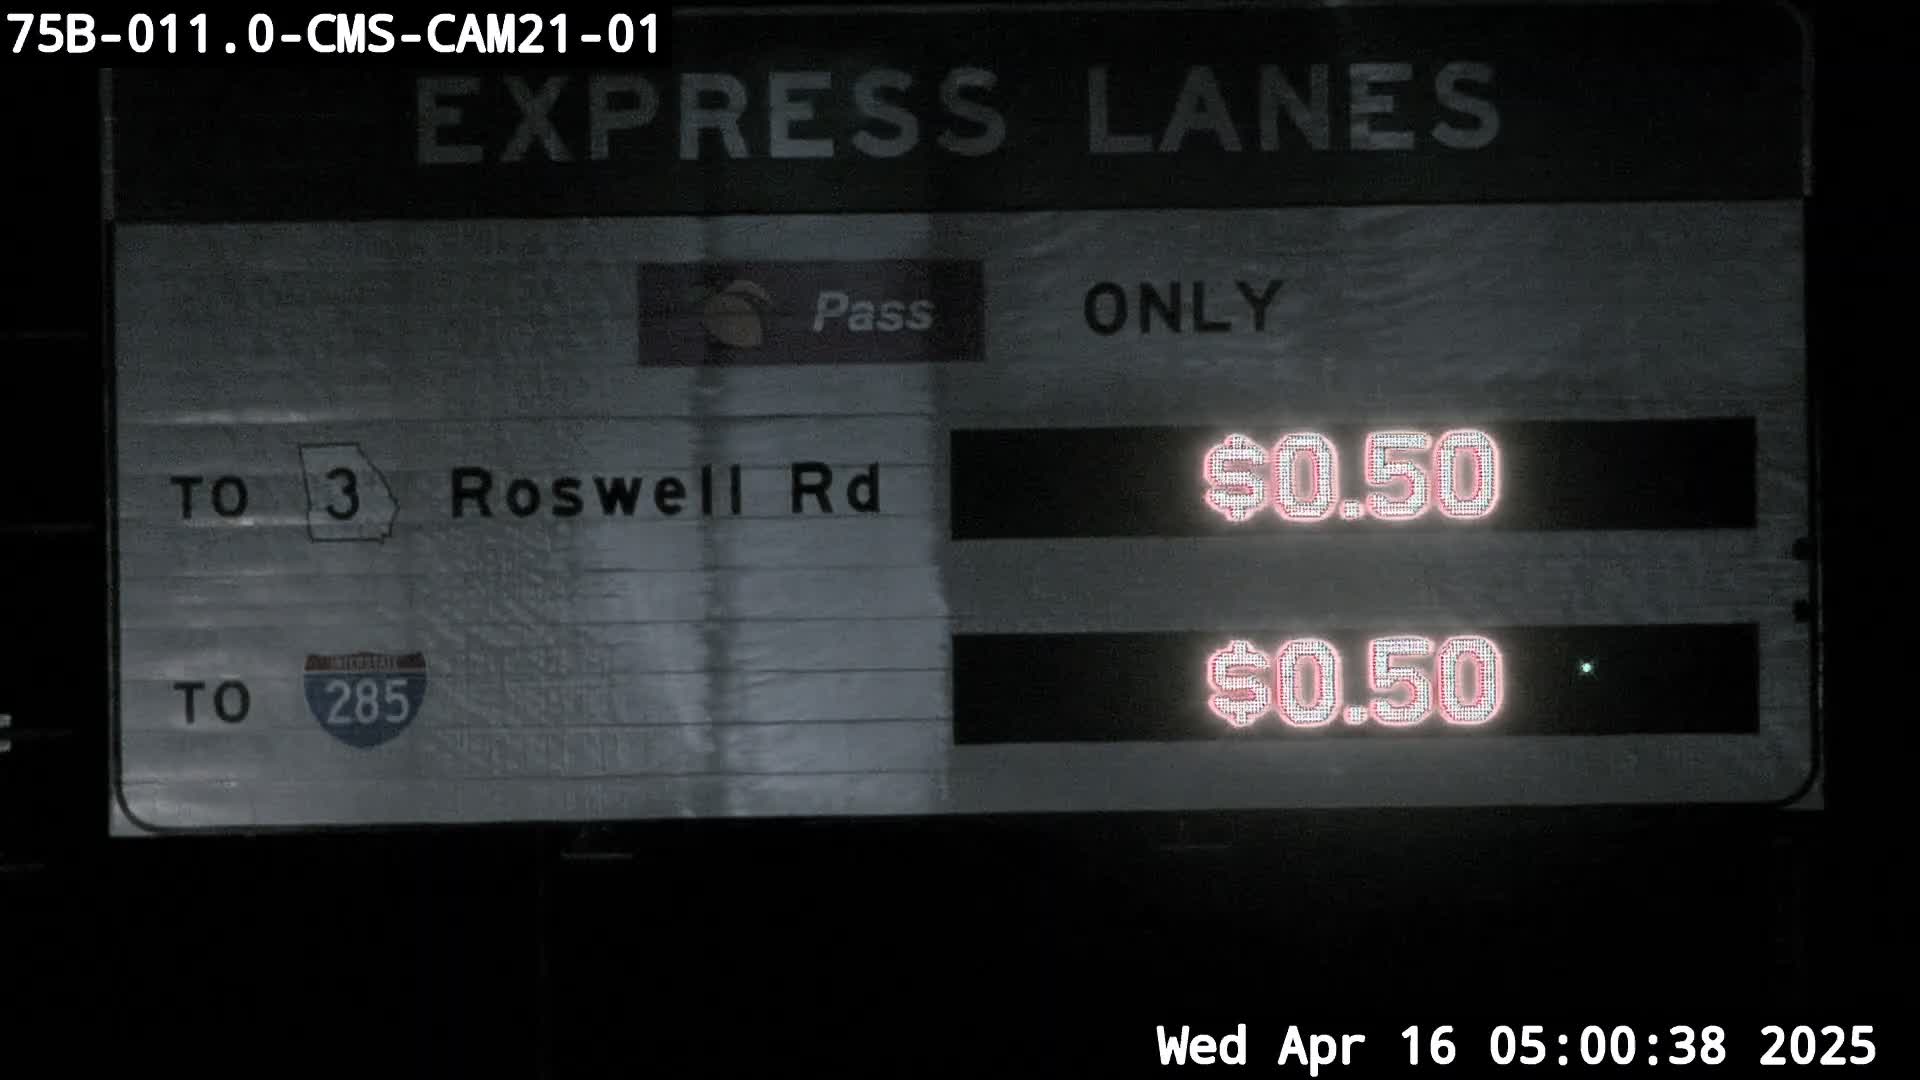 75B-011.0-CMS-CAM21-01
EXPRESS LANES
Pass ONLY
TO 3 Roswell Rd $0.50
INTERSTATE
TO 285 $0.50
Wed Apr 16 05:00:38 2025